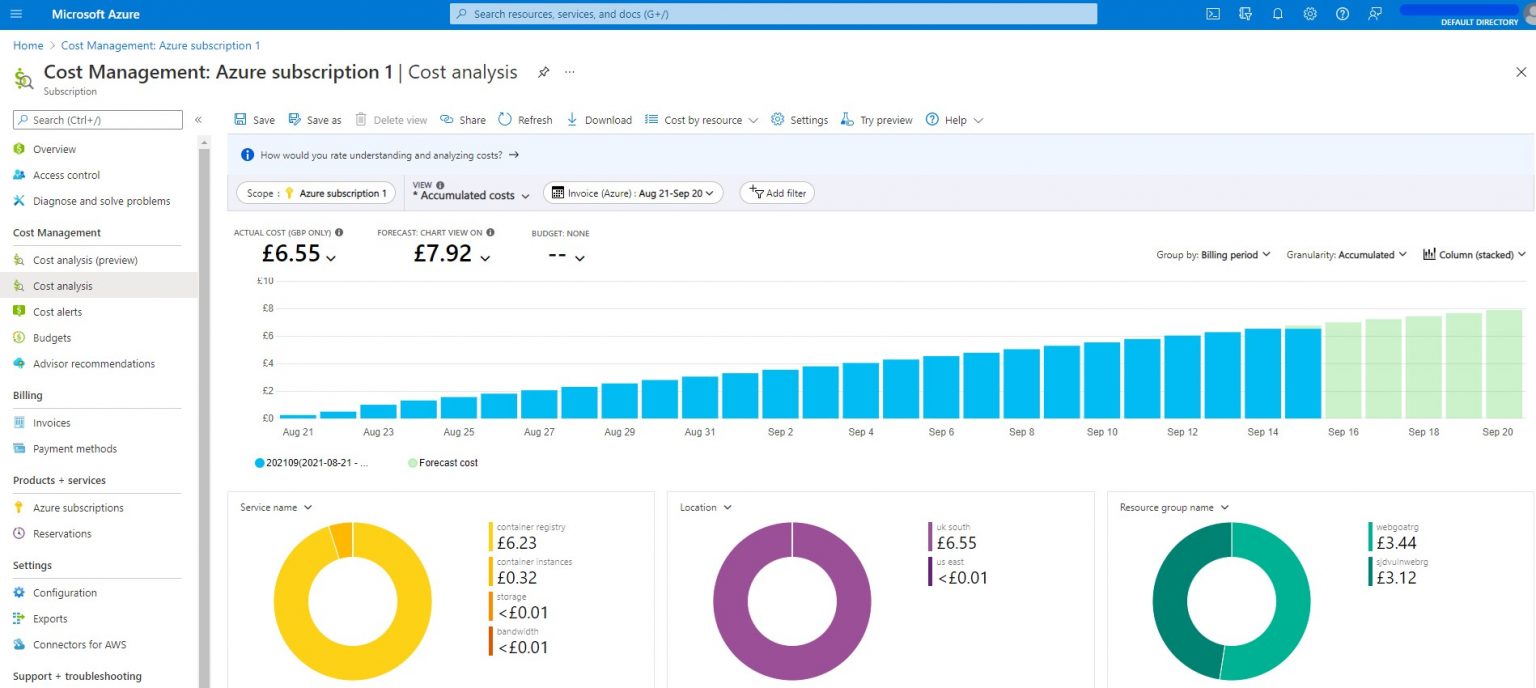 Microsoft Azure
Search resources, services, and docs (G+/)
DEFAULT DIRECTORY
Home > Cost Management: Azure subscription 1
Cost Management: Azure subscription 1 | Cost analysis
Subscription
Search (Ctrl+/)
Save
Save as
Delete view
Share
Refresh
Download
Cost by resource
Settings
Try preview
Help
Overview
Access control
Diagnose and solve problems
Cost Management
Cost analysis (preview)
Cost analysis
Cost alerts
Budgets
Advisor recommendations
Billing
Invoices
Payment methods
Products + services
Azure subscriptions
Reservations
Settings
Configuration
Exports
Connectors for AWS
Support + troubleshooting
How would you rate understanding and analyzing costs? →
Scope : Azure subscription 1
VIEW
* Accumulated costs
Invoice (Azure) : Aug 21-Sep 20
Add filter
ACTUAL COST (GBP ONLY)
£6.55
FORECAST: CHART VIEW ON
£7.92
BUDGET: NONE
--
Group by: Billing period
Granularity: Accumulated
Column (stacked)
£10
£8
£6
£4
£2
£0
Aug 21 Aug 23 Aug 25 Aug 27 Aug 29 Aug 31 Sep 2 Sep 4 Sep 6 Sep 8 Sep 10 Sep 12 Sep 14 Sep 16 Sep 18 Sep 20
202109(2021-08-21 - ...
Forecast cost
Service name
container registry
£6.23
container instances
£0.32
storage
<£0.01
bandwidth
<£0.01
Location
uk south
£6.55
us east
<£0.01
Resource group name
webgoatrg
£3.44
sjdvulnwebrg
£3.12